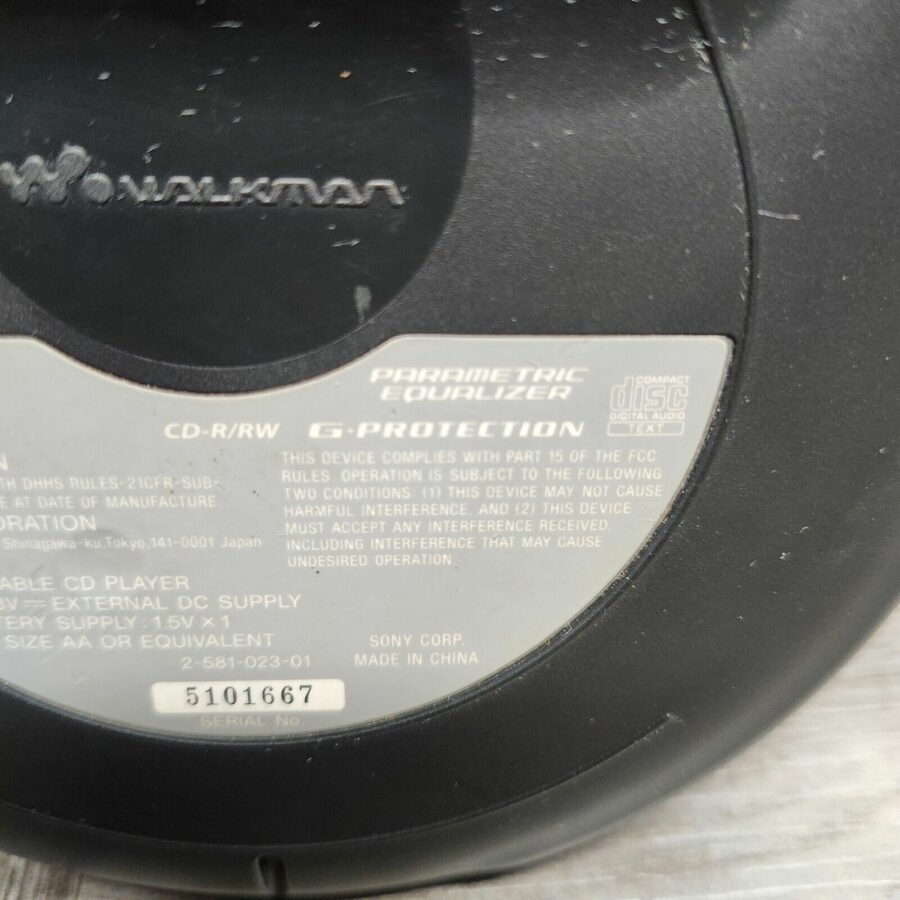 WALKMAN
PARAMETRIC
EQUALIZER
COMPACT
disc
DIGITAL AUDIO
TEXT
CD-R/RW G·PROTECTION
N
TH DHHS RULES-21CFR-SUB-
E AT DATE OF MANUFACTURE.
ORATION
Shinagawa-ku,Tokyo,141-0001 Japan
THIS DEVICE COMPLIES WITH PART 15 OF THE FCC
RULES. OPERATION IS SUBJECT TO THE FOLLOWING
TWO CONDITIONS: (1) THIS DEVICE MAY NOT CAUSE
HARMFUL INTERFERENCE, AND (2) THIS DEVICE
MUST ACCEPT ANY INTERFERENCE RECEIVED,
INCLUDING INTERFERENCE THAT MAY CAUSE
UNDESIRED OPERATION.
ABLE CD PLAYER
3V⎓EXTERNAL DC SUPPLY
TERY SUPPLY:1.5V×1
SIZE AA OR EQUIVALENT
2-581-023-01
SONY CORP.
MADE IN CHINA
5101667
SERIAL No.